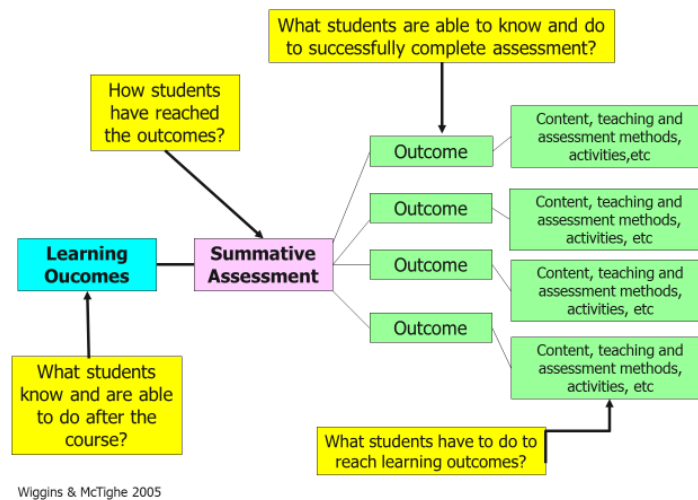 What students are able to know and do
to successfully complete assessment?
How students
have reached
the outcomes?
Outcome
Content, teaching and
assessment methods,
activities,etc
Outcome
Content, teaching and
assessment methods,
activities, etc
Learning
Oucomes
Summative
Assessment
Outcome
Content, teaching and
assessment methods,
activities, etc
Outcome
Content, teaching and
assessment methods,
activities, etc
What students
know and are able
to do after the
course?
What students have to do to
reach learning outcomes?
Wiggins & McTighe 2005